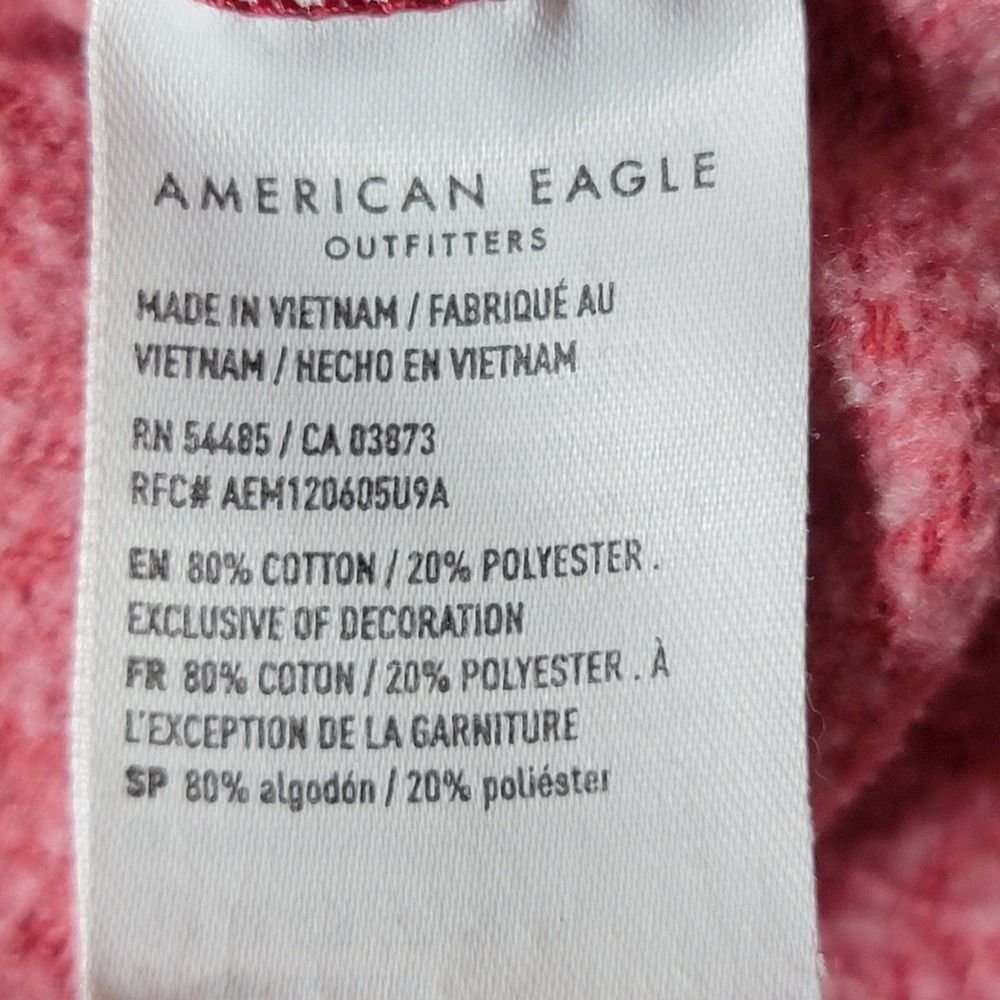 AMERICAN EAGLE
OUTFITTERS
MADE IN VIETNAM / FABRIQUÉ AU
VIETNAM / HECHO EN VIETNAM
RN 54485 / CA 03873
RFC# AEM120605U9A
EN 80% COTTON / 20% POLYESTER .
EXCLUSIVE OF DECORATION
FR 80% COTON / 20% POLYESTER . À
L'EXCEPTION DE LA GARNITURE
SP 80% algodón / 20% poliéster